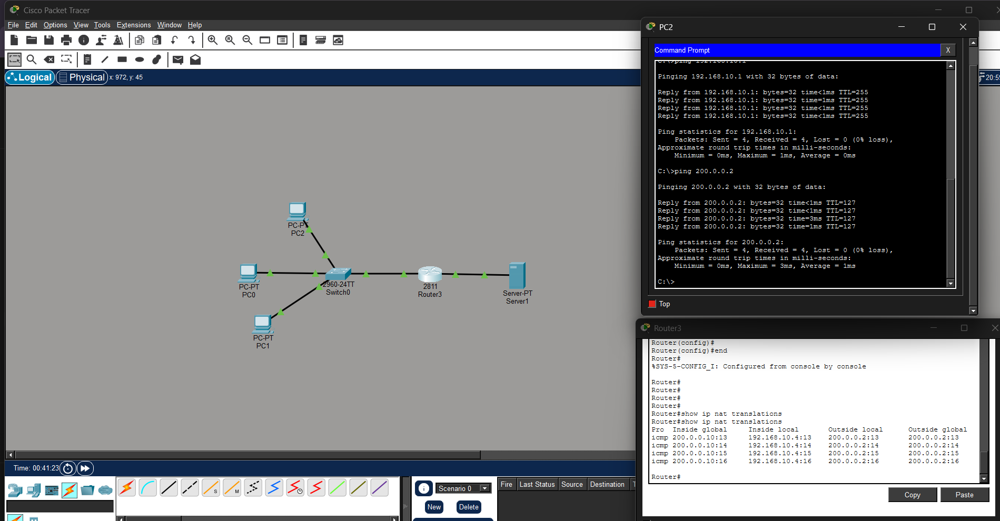 Cisco Packet Tracer
File Edit Options View Tools Extensions Window Help
Logical Physical x: 972, y: 45
20:5
PC-PT
PC2
PC-PT
PC0
2960-24TT
Switch0
2811
Router3
Server-PT
Server1
PC-PT
PC1
Time: 00:41:23
S
M
Scenario 0
New Delete
Fire Last Status Source Destination T
PC2
Command Prompt X
C:\>ping 192.168.10.1
Pinging 192.168.10.1 with 32 bytes of data:
Reply from 192.168.10.1: bytes=32 time<1ms TTL=255
Reply from 192.168.10.1: bytes=32 time=1ms TTL=255
Reply from 192.168.10.1: bytes=32 time<1ms TTL=255
Reply from 192.168.10.1: bytes=32 time<1ms TTL=255
Ping statistics for 192.168.10.1:
Packets: Sent = 4, Received = 4, Lost = 0 (0% loss),
Approximate round trip times in milli-seconds:
Minimum = 0ms, Maximum = 1ms, Average = 0ms
C:\>ping 200.0.0.2
Pinging 200.0.0.2 with 32 bytes of data:
Reply from 200.0.0.2: bytes=32 time<1ms TTL=127
Reply from 200.0.0.2: bytes=32 time<1ms TTL=127
Reply from 200.0.0.2: bytes=32 time=3ms TTL=127
Reply from 200.0.0.2: bytes=32 time=1ms TTL=127
Ping statistics for 200.0.0.2:
Packets: Sent = 4, Received = 4, Lost = 0 (0% loss),
Approximate round trip times in milli-seconds:
Minimum = 0ms, Maximum = 3ms, Average = 1ms
C:\>
Top
Router3
Router(config)#
Router(config)#end
Router#
%SYS-5-CONFIG_I: Configured from console by console
Router#
Router#
Router#
Router#
Router#show ip nat translations
Router#show ip nat translations
Pro Inside global Inside local Outside local Outside global
icmp 200.0.0.10:13 192.168.10.4:13 200.0.0.2:13 200.0.0.2:13
icmp 200.0.0.10:14 192.168.10.4:14 200.0.0.2:14 200.0.0.2:14
icmp 200.0.0.10:15 192.168.10.4:15 200.0.0.2:15 200.0.0.2:15
icmp 200.0.0.10:16 192.168.10.4:16 200.0.0.2:16 200.0.0.2:16
Router#
Copy Paste